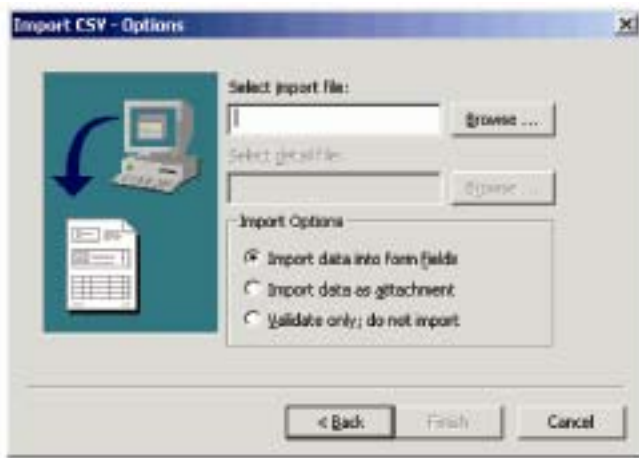 Import CSV - Options
Select import file:
Browse ...
Select detail file:
Browse ...
Import Options
Import data into form fields
Import data as attachment
Validate only; do not import
< Back
Finish
Cancel